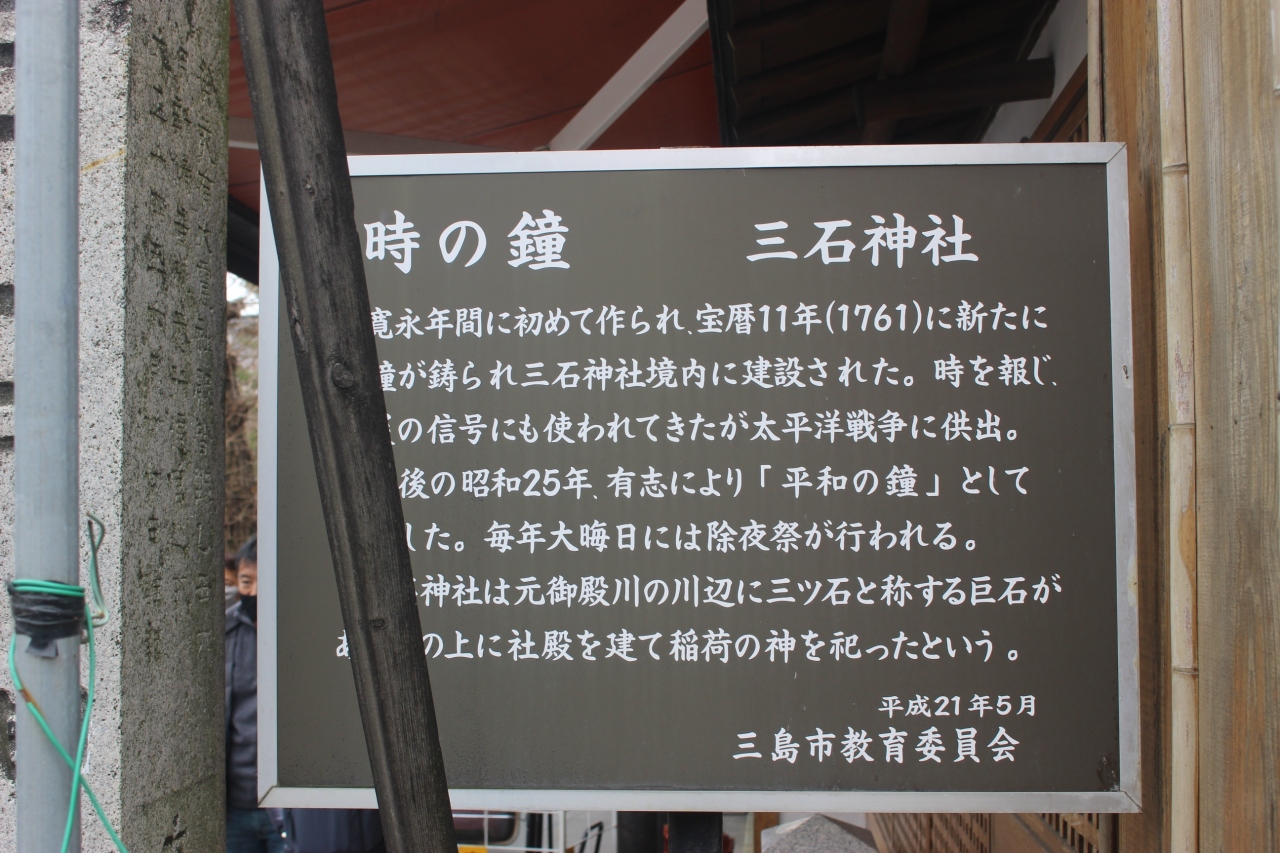 時の鐘　三石神社
寛永年間に初めて作られ、宝暦11年(1761)に新たに
鐘が鋳られ三石神社境内に建設された。時を報じ、
の信号にも使われてきたが太平洋戦争に供出。
後の昭和25年、有志により「平和の鐘」として
した。毎年大晦日には除夜祭が行われる。
神社は元御殿川の川辺に三ツ石と称する巨石が
あ の上に社殿を建て稲荷の神を祀ったという。
平成21年5月
三島市教育委員会